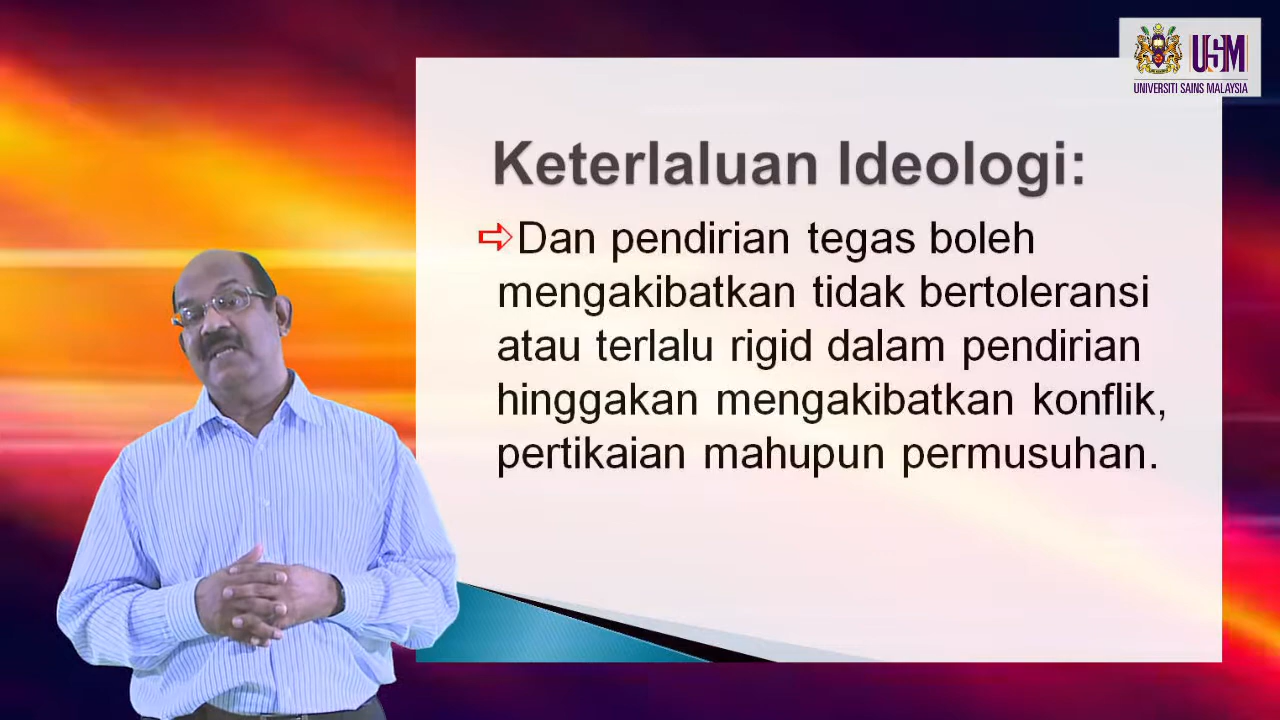 USM
UNIVERSITI SAINS MALAYSIA
Keterlaluan Ideologi:
Dan pendirian tegas boleh
mengakibatkan tidak bertoleransi
atau terlalu rigid dalam pendirian
hinggakan mengakibatkan konflik,
pertikaian mahupun permusuhan.